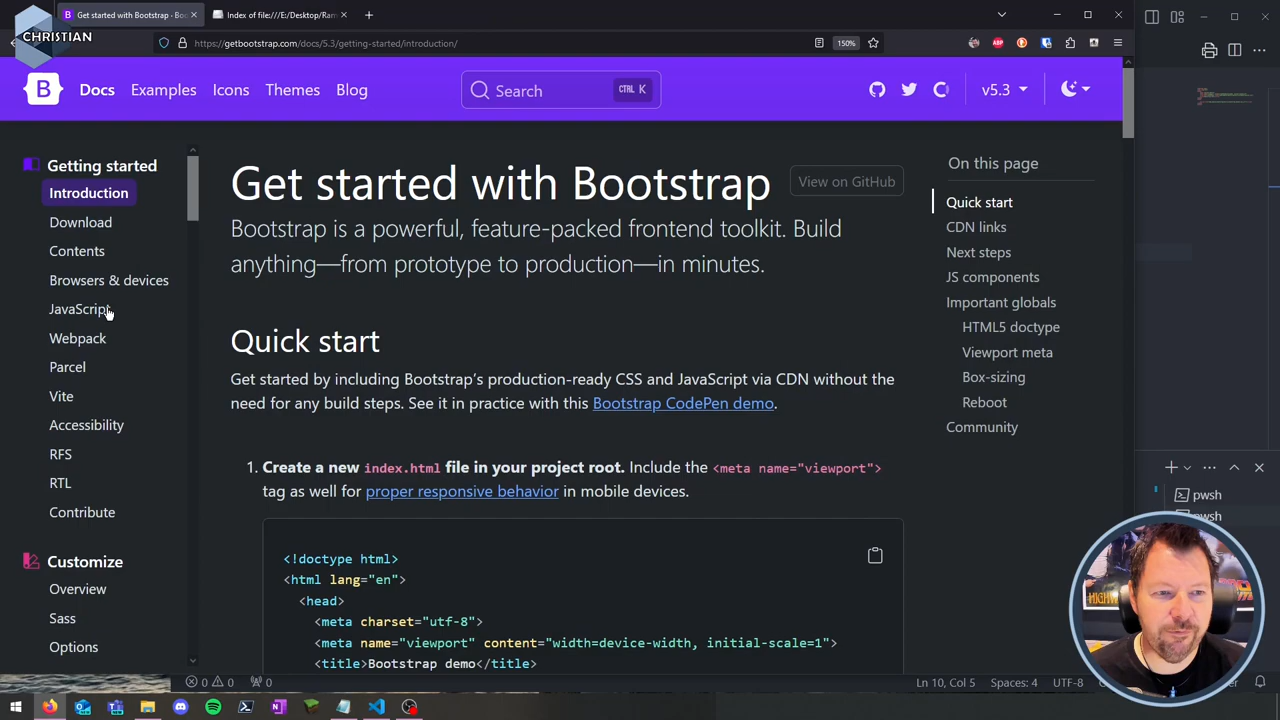 CHRISTIAN
Get started with Bootstrap · Boo
Index of file:///E:/Desktop/Ran
https://getbootstrap.com/docs/5.3/getting-started/introduction/
150%
B
Docs
Examples
Icons
Themes
Blog
Search
CTRL K
v5.3
Getting started
Introduction
Download
Contents
Browsers & devices
JavaScript
Webpack
Parcel
Vite
Accessibility
RFS
RTL
Contribute
Customize
Overview
Sass
Options
Get started with Bootstrap
View on GitHub
Bootstrap is a powerful, feature-packed frontend toolkit. Build
anything—from prototype to production—in minutes.
Quick start
Get started by including Bootstrap's production-ready CSS and JavaScript via CDN without the
need for any build steps. See it in practice with this Bootstrap CodePen demo.
1. Create a new index.html file in your project root. Include the <meta name="viewport">
tag as well for proper responsive behavior in mobile devices.
<!doctype html>
<html lang="en">
<head>
<meta charset="utf-8">
<meta name="viewport" content="width=device-width, initial-scale=1">
<title>Bootstrap demo</title>
On this page
Quick start
CDN links
Next steps
JS components
Important globals
HTML5 doctype
Viewport meta
Box-sizing
Reboot
Community
pwsh
pwsh
0 0
0
Ln 10, Col 5
Spaces: 4
UTF-8